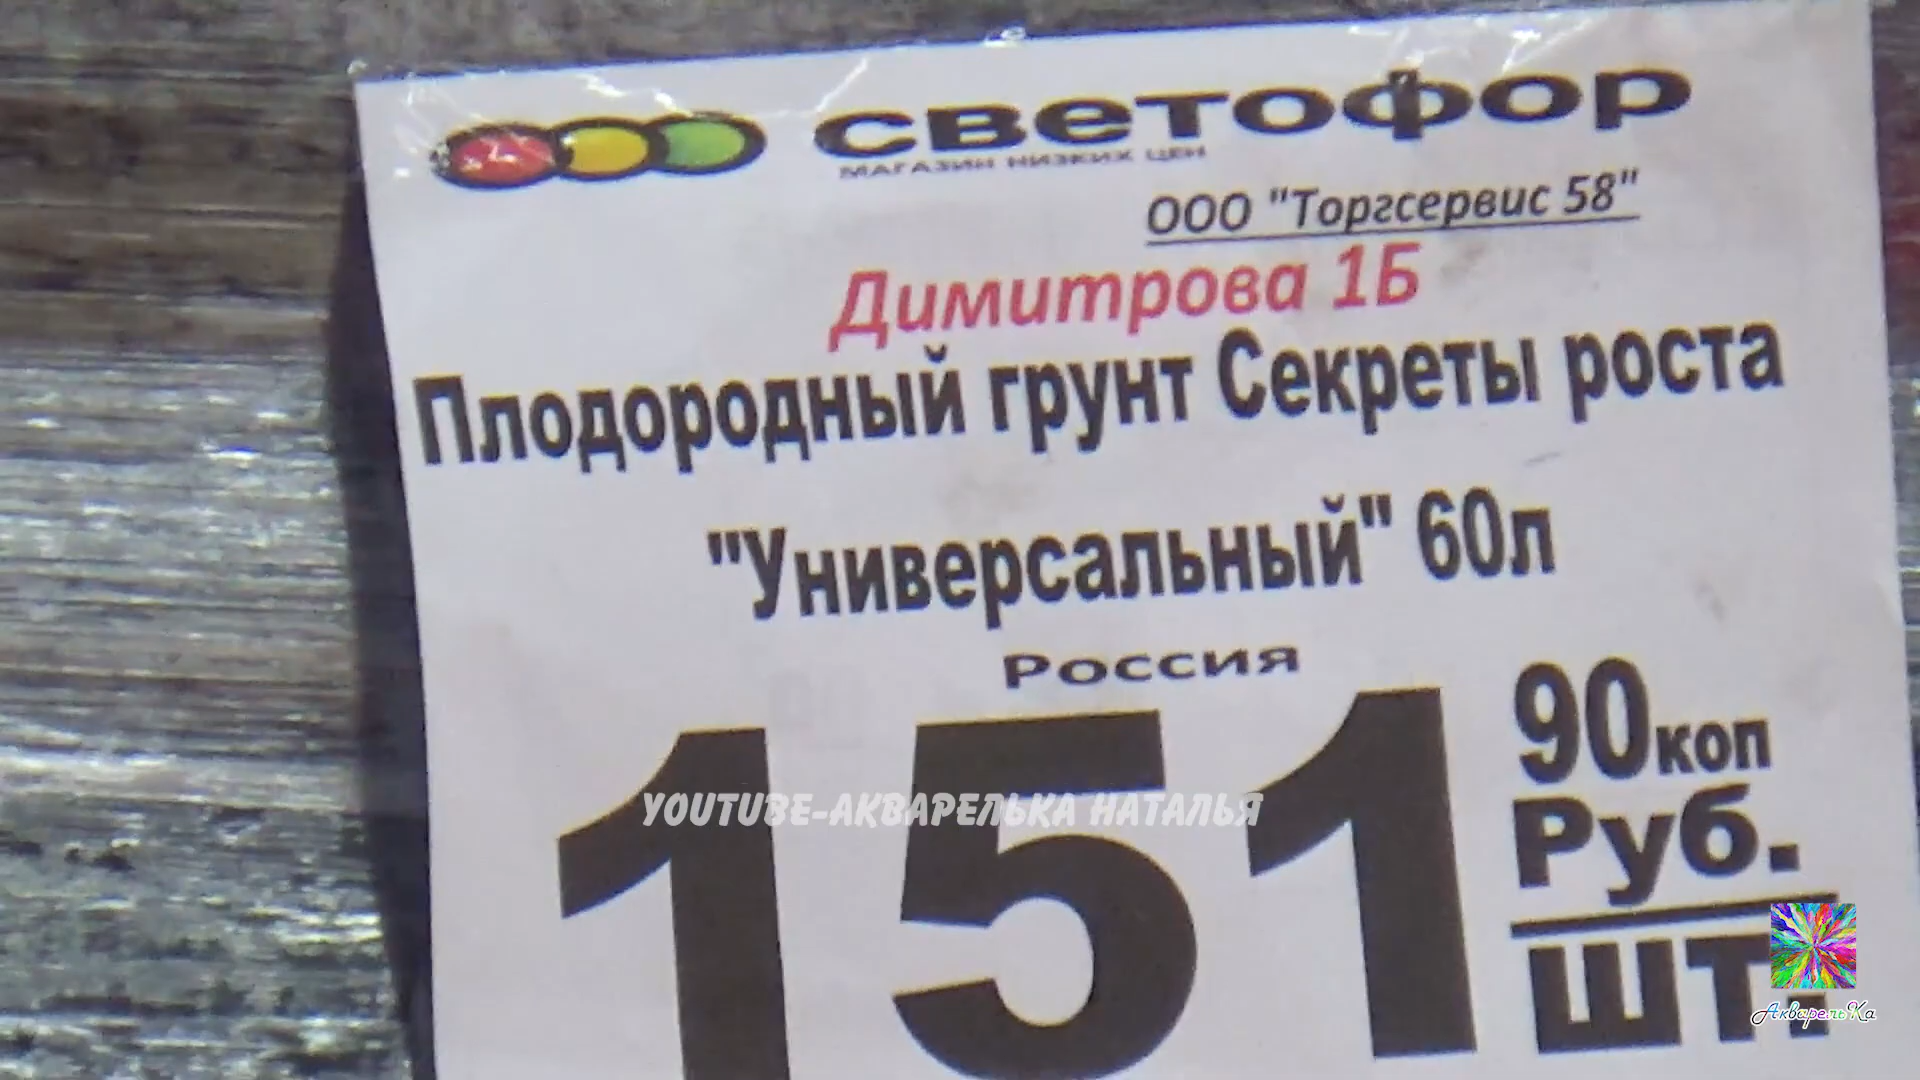 светофор
магазин низких цен
ООО "Торгсервис 58"
Димитрова 1Б
Плодородный грунт Секреты роста
"Универсальный" 60л
Россия
151 90коп
Руб.
шт.
YOUTUBE-АКВАРЕЛЬКА НАТАЛЬЯ
АкварельКа